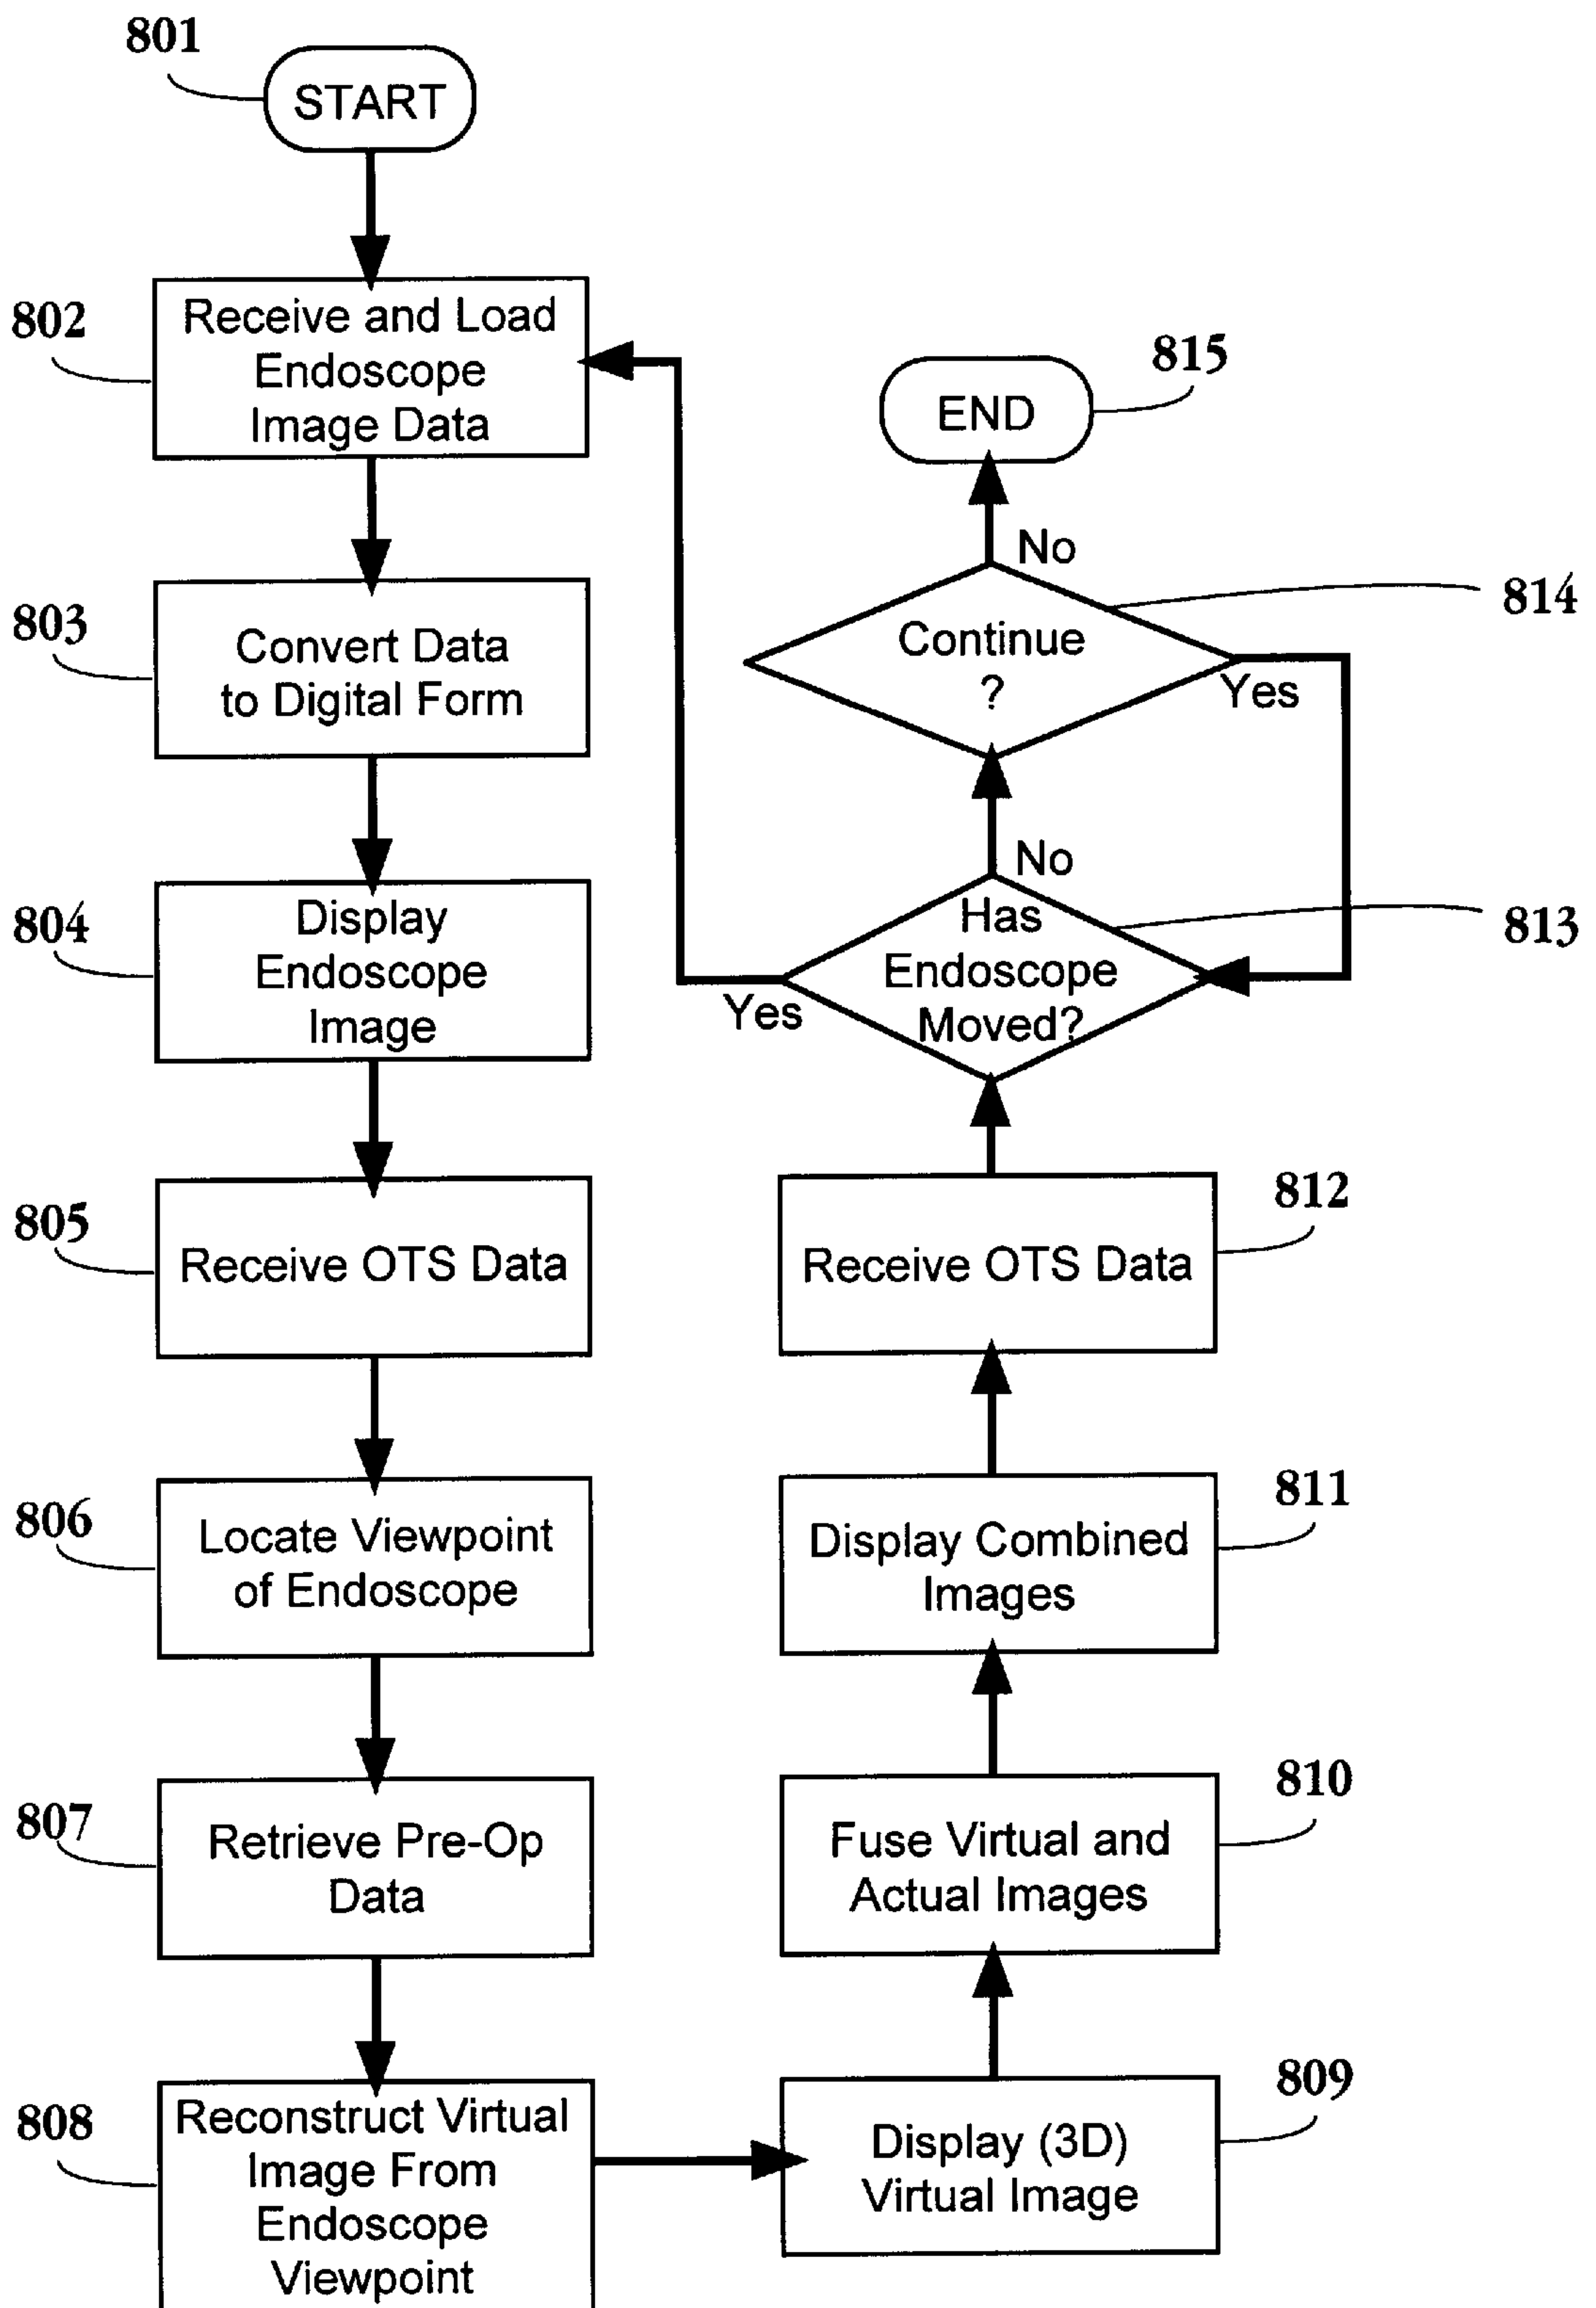 801
START
802
Receive and Load
Endoscope
Image Data
803
Convert Data
to Digital Form
804
Display
Endoscope
Image
805
Receive OTS Data
806
Locate Viewpoint
of Endoscope
807
Retrieve Pre-Op
Data
808
Reconstruct Virtual
Image From
Endoscope
Viewpoint
809
Display (3D)
Virtual Image
810
Fuse Virtual and
Actual Images
811
Display Combined
Images
812
Receive OTS Data
813
Has
Endoscope
Moved?
Yes
No
814
Continue
?
Yes
No
815
END